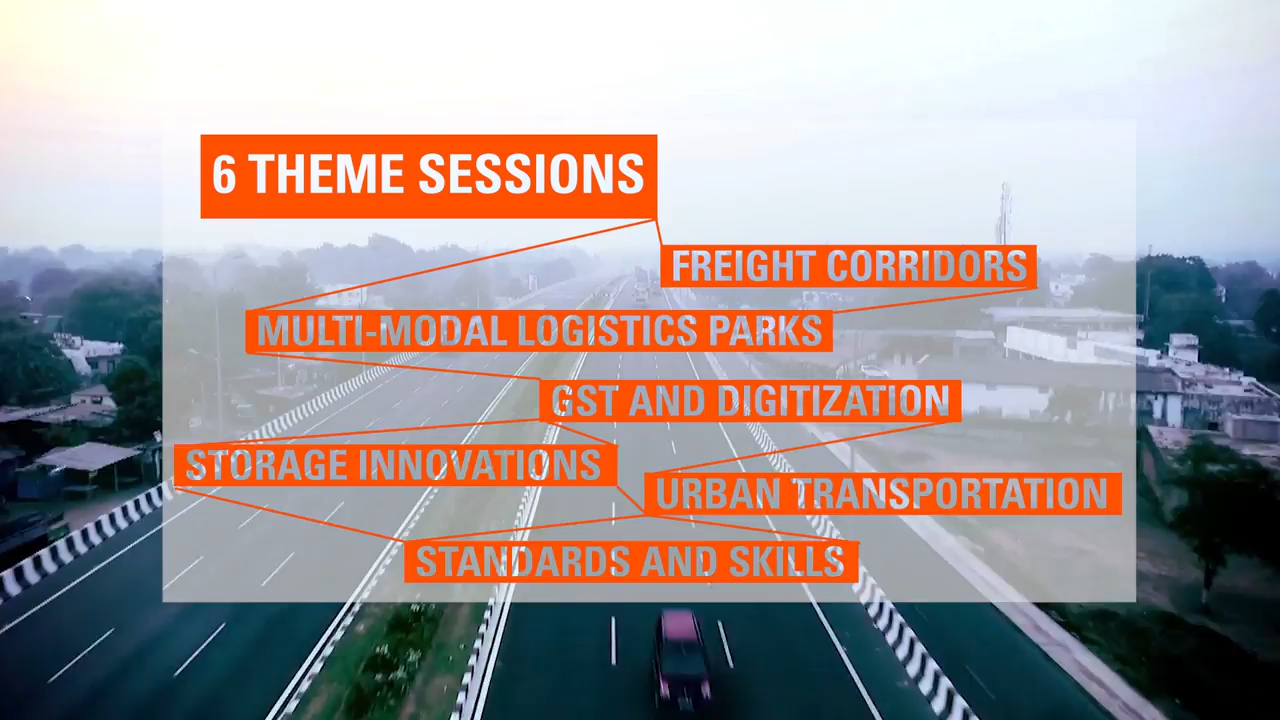 6 THEME SESSIONS
FREIGHT CORRIDORS
MULTI-MODAL LOGISTICS PARKS
GST AND DIGITIZATION
STORAGE INNOVATIONS
URBAN TRANSPORTATION
STANDARDS AND SKILLS